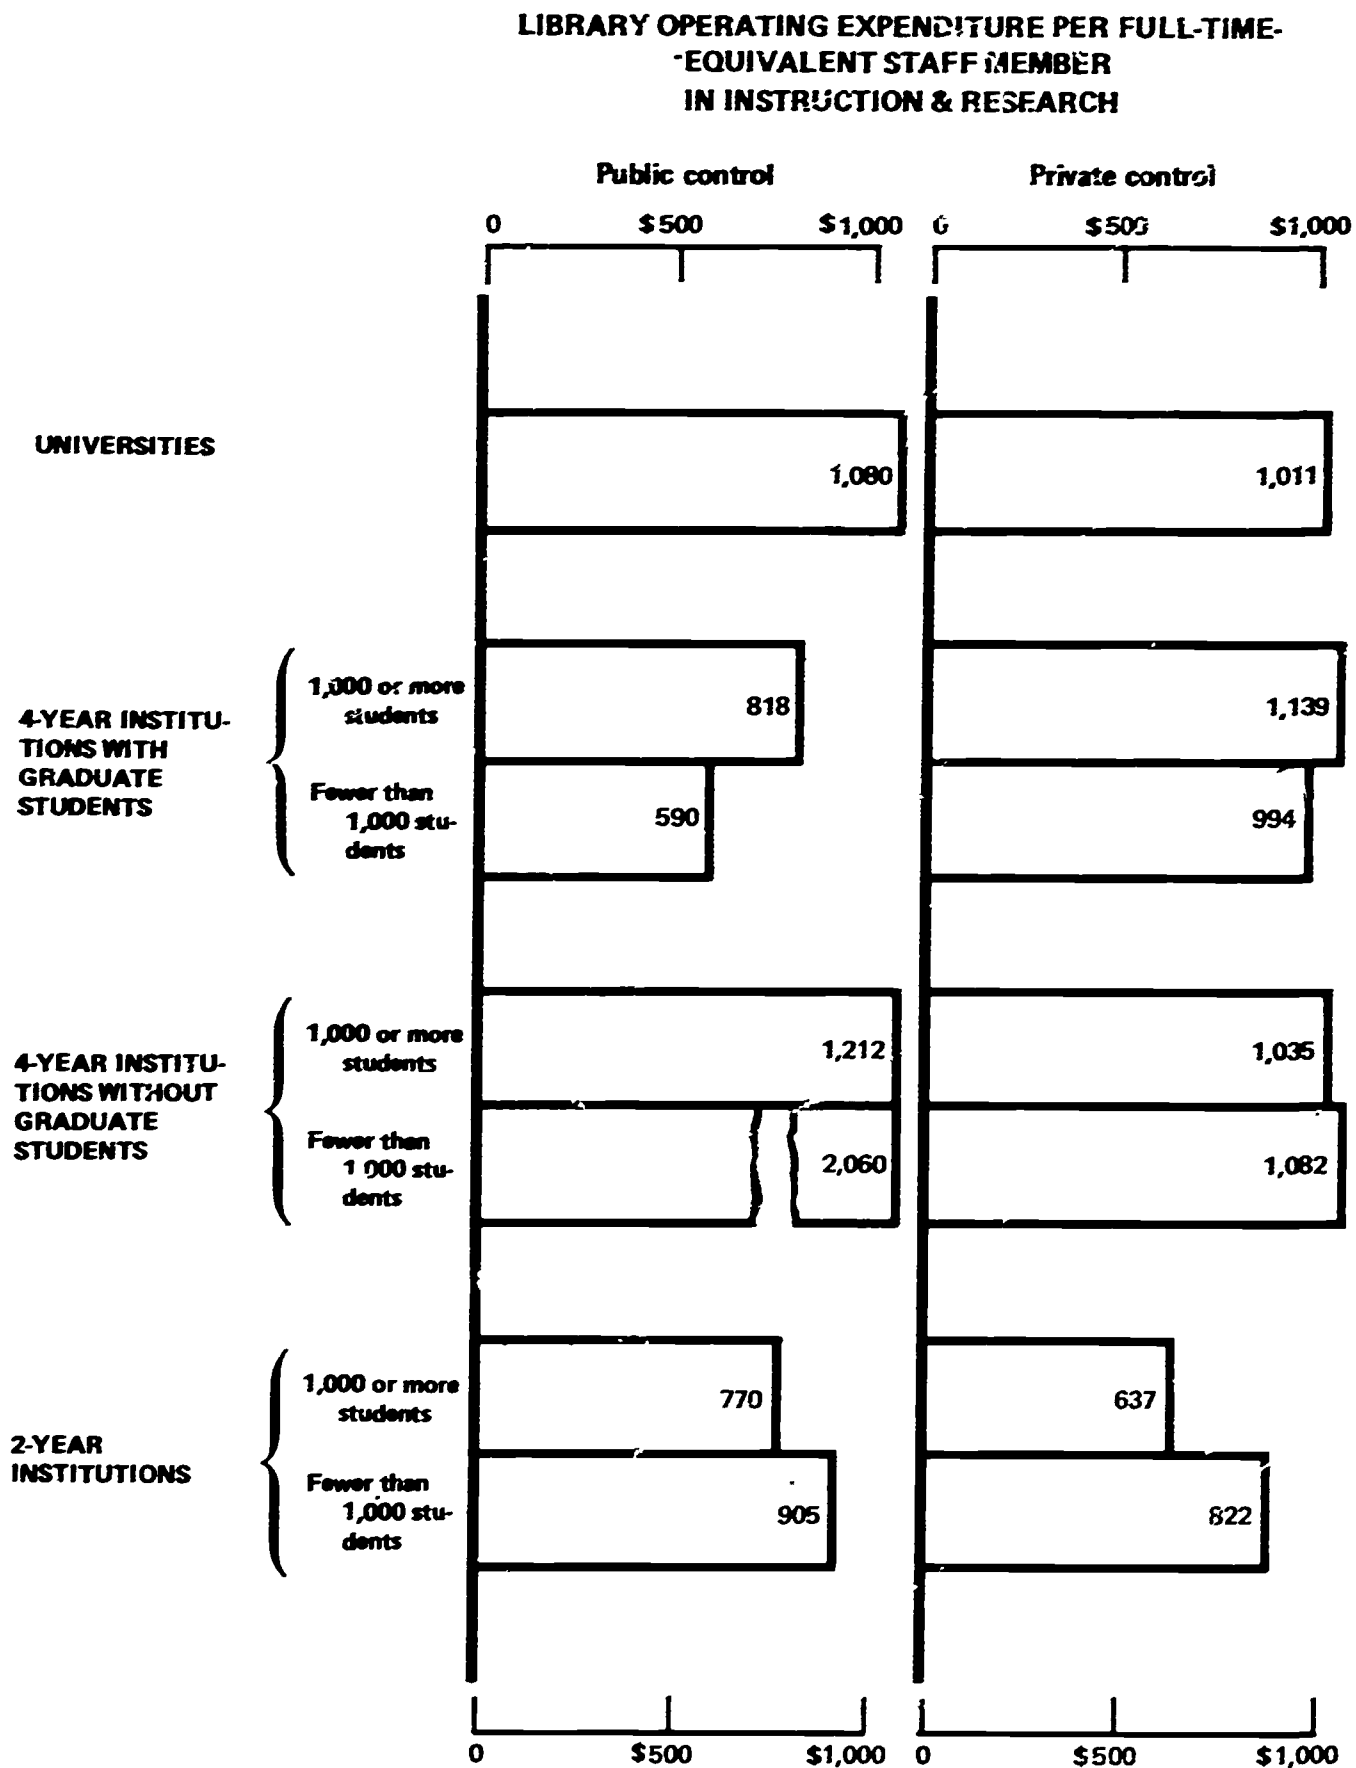 LIBRARY OPERATING EXPENDITURE PER FULL-TIME-
-EQUIVALENT STAFF MEMBER
IN INSTRUCTION & RESEARCH
Public control
Private control
0 $500 $1,000
0 $500 $1,000
UNIVERSITIES
1,080
1,011
4-YEAR INSTITU-
TIONS WITH
GRADUATE
STUDENTS
1,000 or more
students
818
1,139
Fewer than
1,000 stu-
dents
590
994
4-YEAR INSTITU-
TIONS WITHOUT
GRADUATE
STUDENTS
1,000 or more
students
1,212
1,035
Fewer than
1,000 stu-
dents
2,060
1,082
2-YEAR
INSTITUTIONS
1,000 or more
students
770
637
Fewer than
1,000 stu-
dents
905
822
0 $500 $1,000
0 $500 $1,000